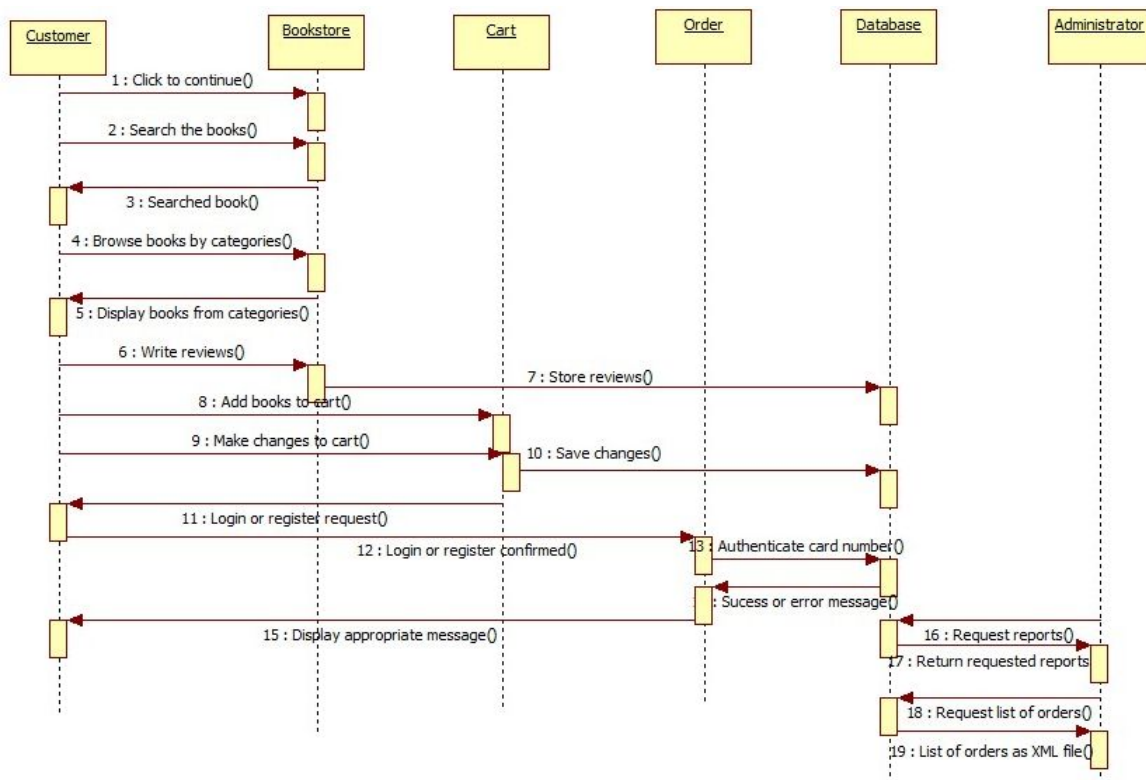 Customer
Bookstore
Cart
Order
Database
Administrator
1 : Click to continue()
2 : Search the books()
3 : Searched book()
4 : Browse books by categories()
5 : Display books from categories()
6 : Write reviews()
7 : Store reviews()
8 : Add books to cart()
9 : Make changes to cart()
10 : Save changes()
11 : Login or register request()
12 : Login or register confirmed()
13 : Authenticate card number()
: Sucess or error message()
15 : Display appropriate message()
16 : Request reports()
17 : Return requested reports
18 : Request list of orders()
19 : List of orders as XML file()